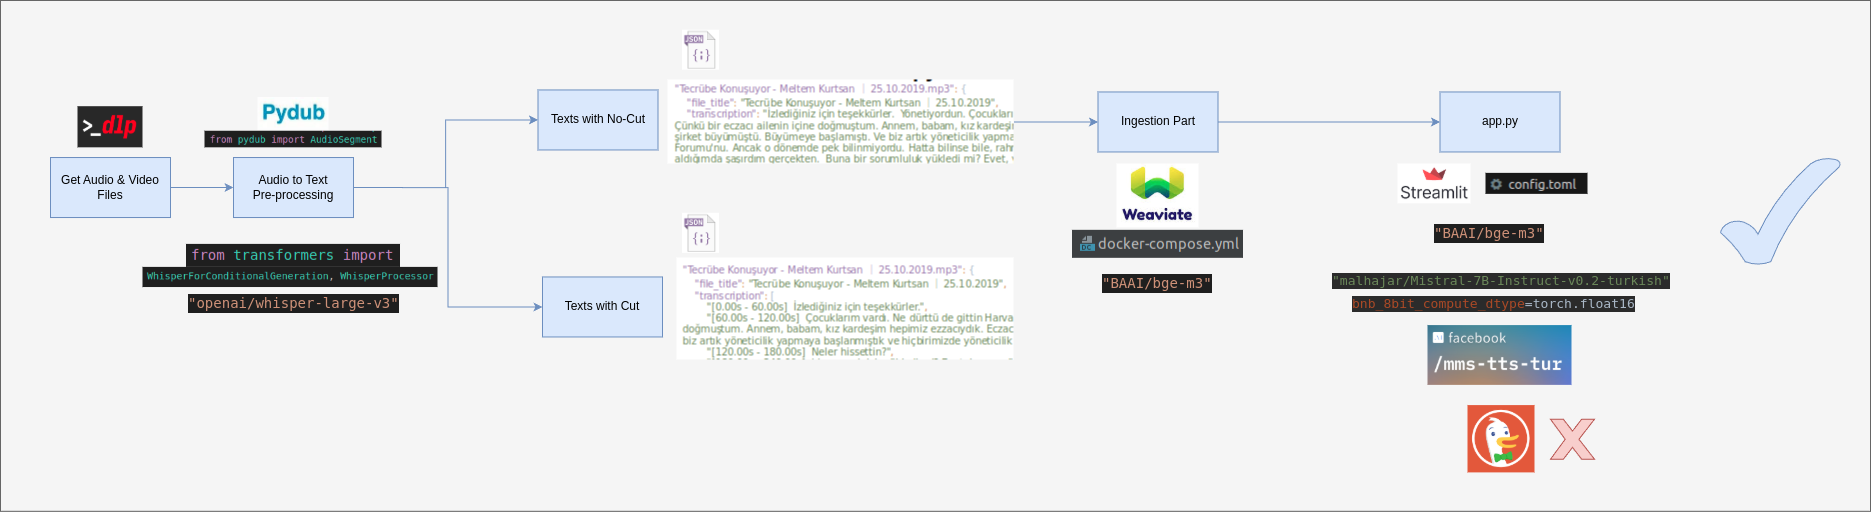 >_dlp
Get Audio & Video
Files
Pydub
from pydub import AudioSegment
Audio to Text
Pre-processing
from transformers import
WhisperForConditionalGeneration, WhisperProcessor
"openai/whisper-large-v3"
Texts with No-Cut
JSON
{;}
"Tecrübe Konuşuyor - Meltem Kurtsan | 25.10.2019.mp3": {
"file_title": "Tecrübe Konuşuyor - Meltem Kurtsan | 25.10.2019",
"transcription": "İzlediğiniz için teşekkürler. Yönetiyordun. Çocukları
Çünkü bir eczacı ailenin içine doğmuştum. Annem, babam, kız kardeşi
şirket büyümüştü. Büyümeye başlamıştı. Ve biz artık yöneticilik yapma
Forumu'nu. Ancak o dönemde pek bilinmiyordu. Hatta bilinse bile,
aldığımda şaşırdım gerçekten. Buna bir sorumluluk yükledi mi? Evet,
Texts with Cut
JSON
{;}
"Tecrübe Konuşuyor - Meltem Kurtsan | 25.10.2019.mp3": {
"file_title": "Tecrübe Konuşuyor - Meltem Kurtsan | 25.10.2019",
"transcription": [
"[0.00s - 60.00s] İzlediğiniz için teşekkürler.",
"[60.00s - 120.00s] Çocuklarım vardı. Ne dürttü de gittin Harva
doğmuştum. Annem, babam, kız kardeşim hepimiz ezzacıydık. Eczac
biz artık yöneticilik yapmaya başlanmıştık ve hiçbirimizde yöneticilik
"[120.00s - 180.00s] Neler hissettin?",
Ingestion Part
Weaviate
DC
docker-compose.yml
"BAAI/bge-m3"
app.py
Streamlit
config.toml
"BAAI/bge-m3"
"malhajar/Mistral-7B-Instruct-v0.2-turkish"
bnb_8bit_compute_dtype=torch.float16
facebook
/mms-tts-tur
X